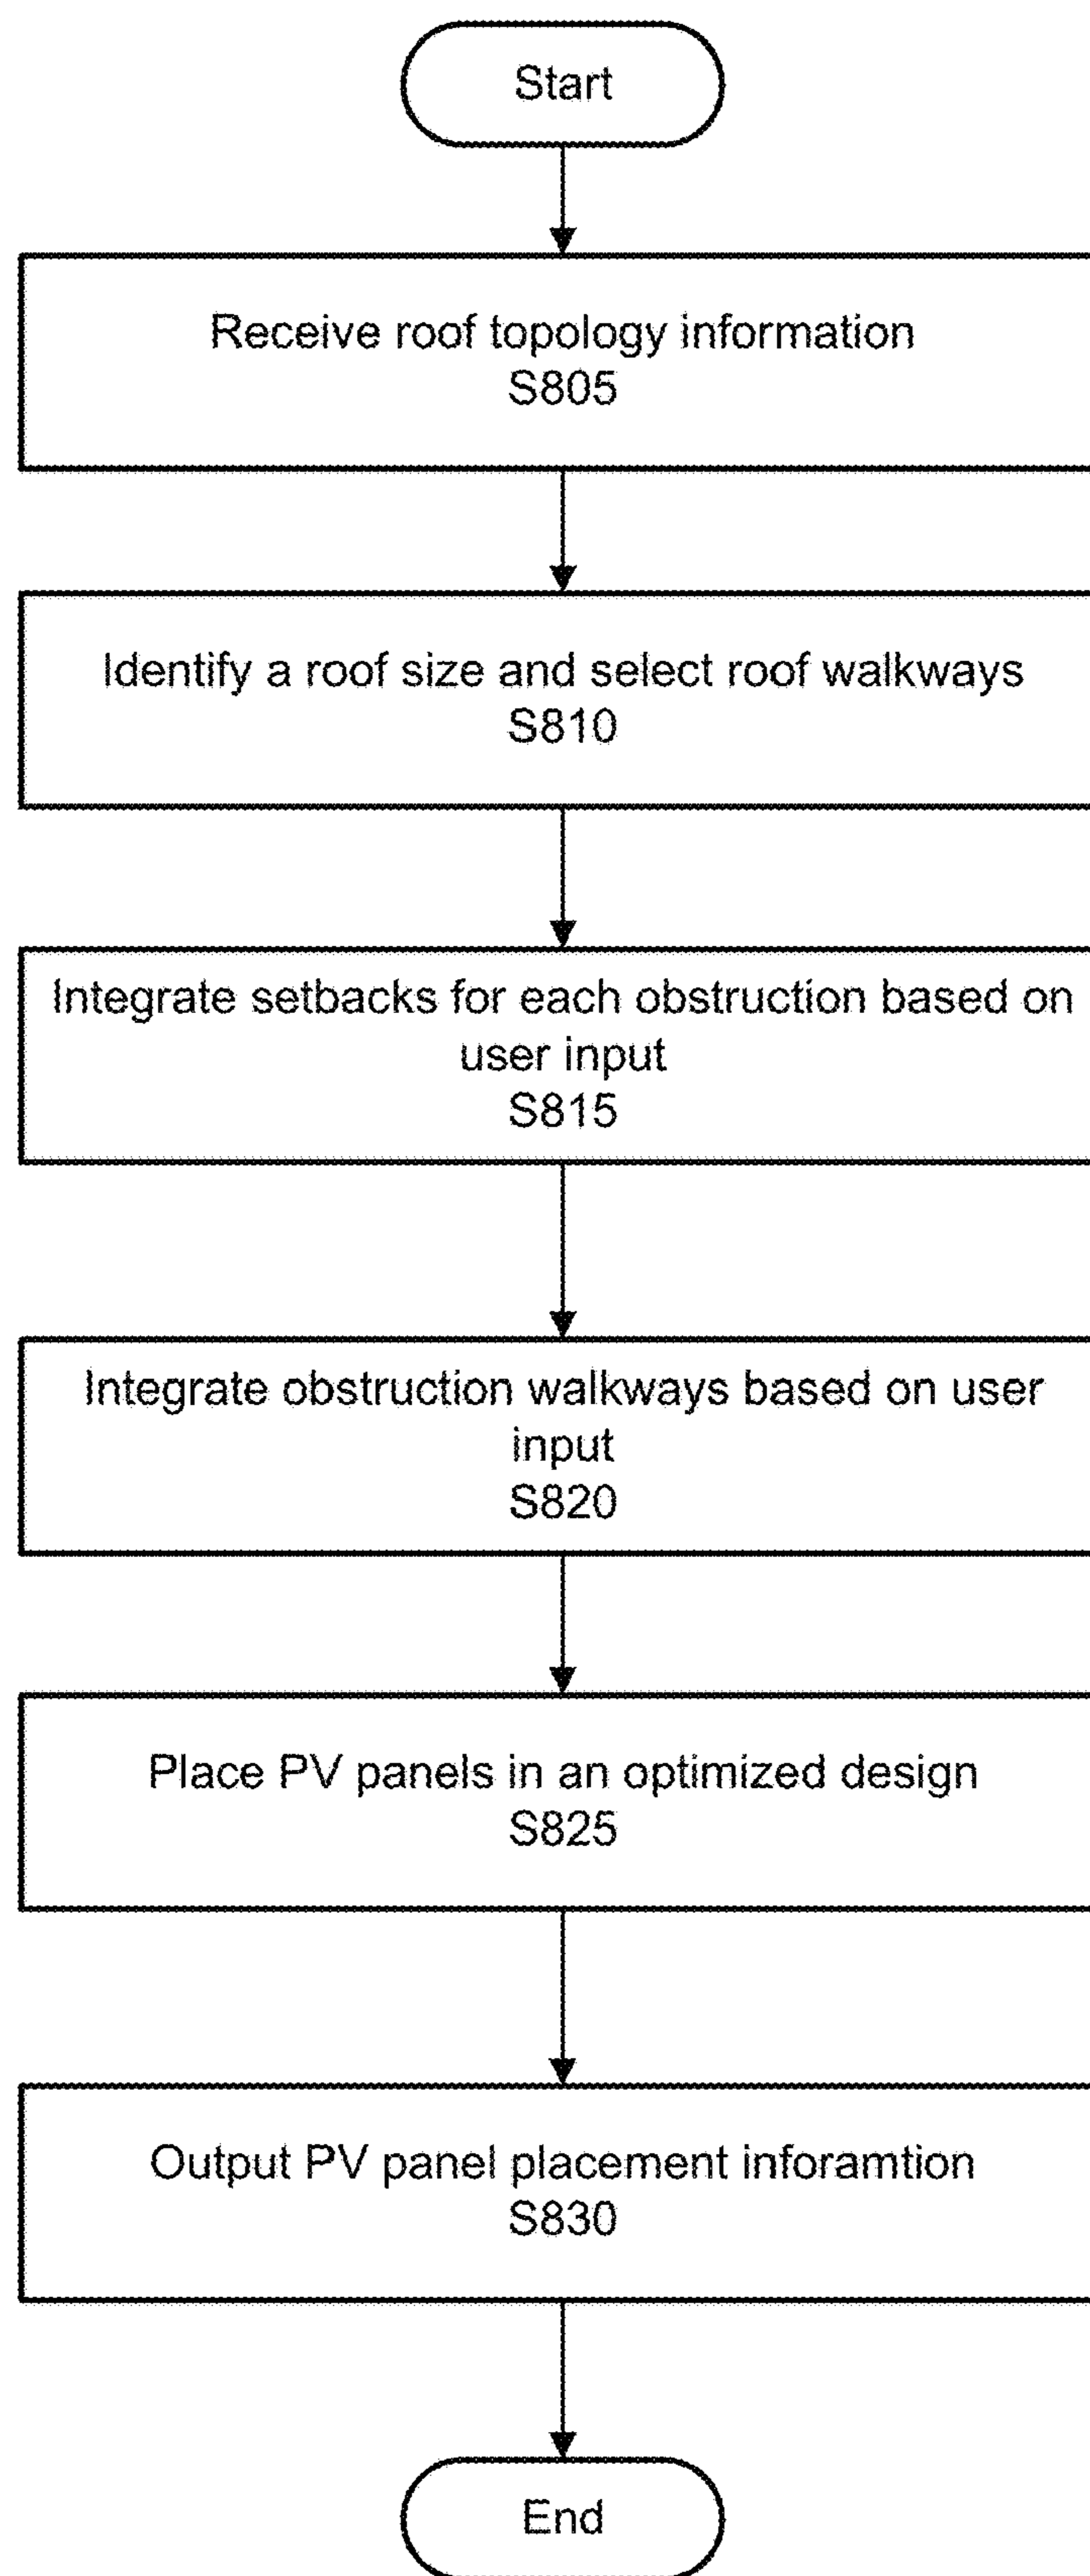 Start
Receive roof topology information
S805
Identify a roof size and select roof walkways
S810
Integrate setbacks for each obstruction based on
user input
S815
Integrate obstruction walkways based on user
input
S820
Place PV panels in an optimized design
S825
Output PV panel placement inforamtion
S830
End